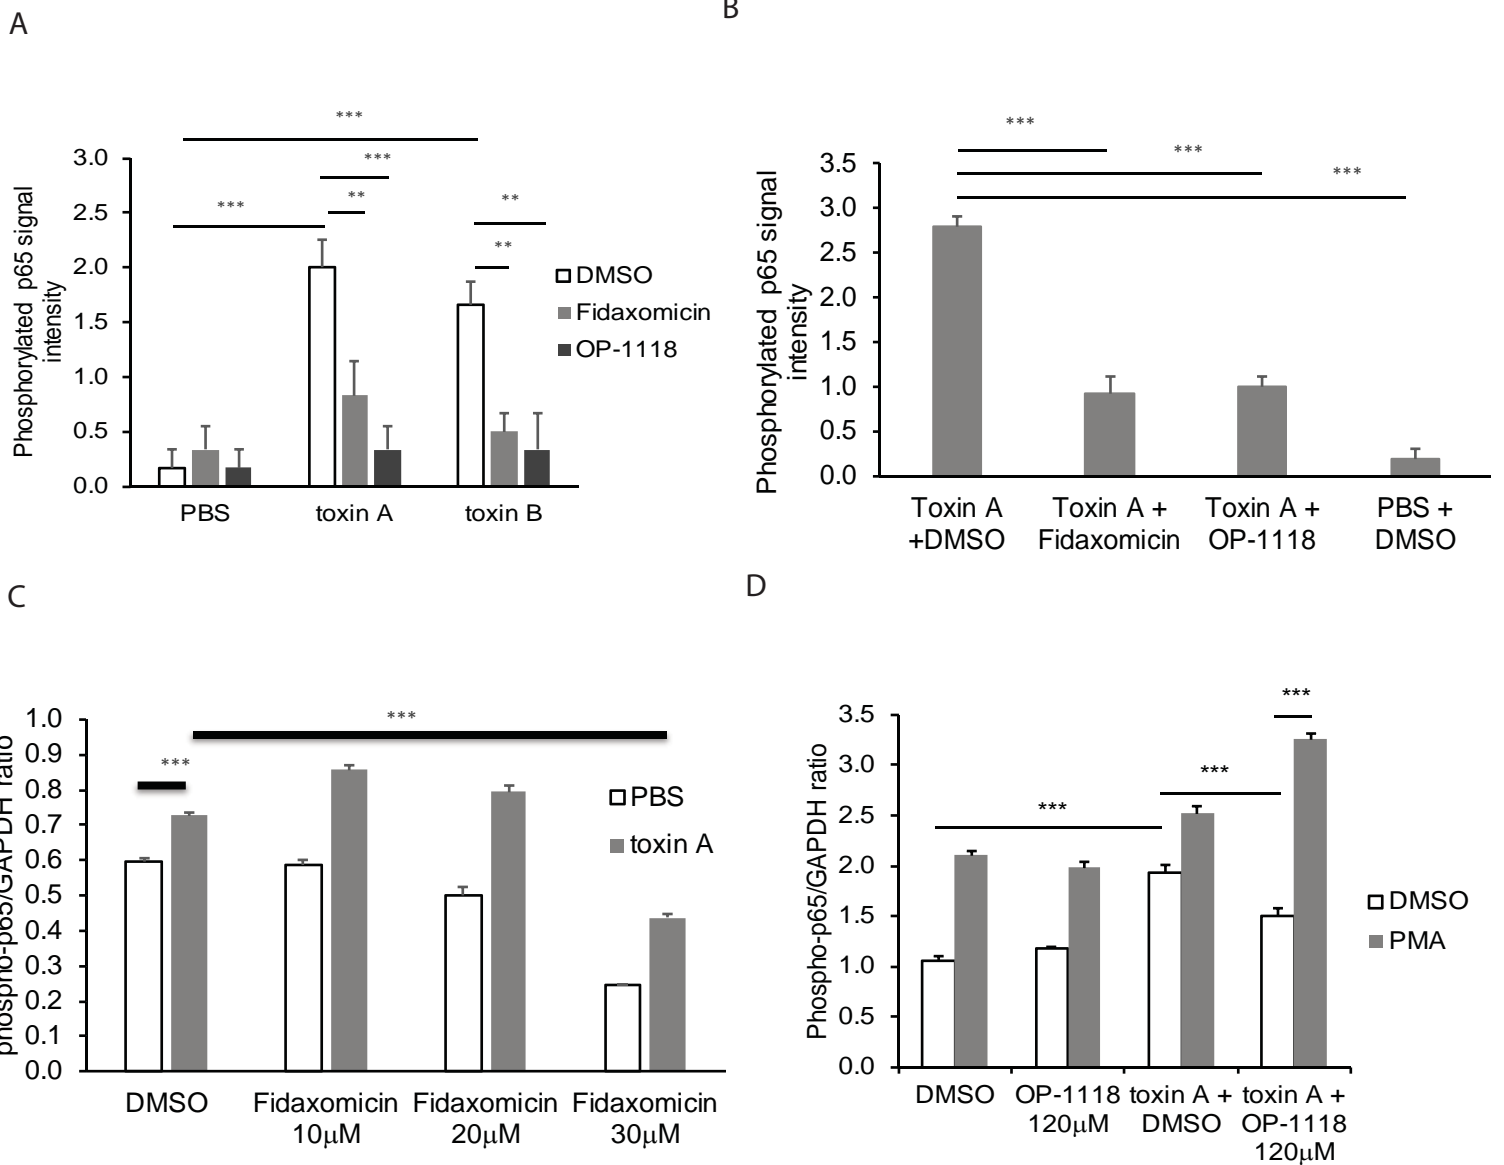 A
Phosphorylated p65 signal
intensity
3.0
2.5
2.0
1.5
1.0
0.5
0.0
***
***
***
**
**
**
PBS
toxin A
toxin B
DMSO
Fidaxomicin
OP-1118
B
Phosphorylated p65 signal
intensity
3.5
3.0
2.5
2.0
1.5
1.0
0.5
0.0
***
***
***
Toxin A
+DMSO
Toxin A +
Fidaxomicin
Toxin A +
OP-1118
PBS +
DMSO
C
phospho-p65/GAPDH ratio
1.0
0.9
0.8
0.7
0.6
0.5
0.4
0.3
0.2
0.1
0.0
***
***
DMSO
Fidaxomicin
10μM
Fidaxomicin
20μM
Fidaxomicin
30μM
PBS
toxin A
D
Phospho-p65/GAPDH ratio
3.5
3.0
2.5
2.0
1.5
1.0
0.5
0.0
***
***
***
DMSO
OP-1118
120μM
toxin A +
DMSO
toxin A +
OP-1118
120μM
DMSO
PMA